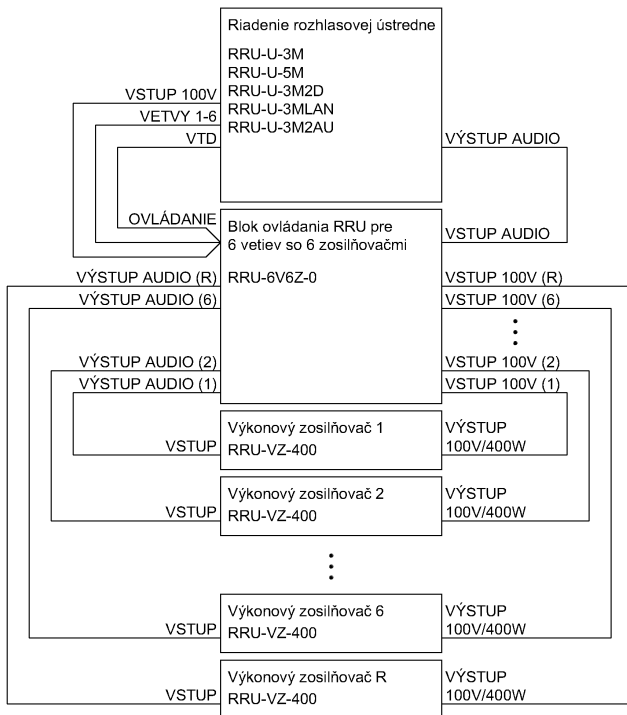 Riadenie rozhlasovej ústredne
RRU-U-3M
RRU-U-5M
RRU-U-3M2D
RRU-U-3MLAN
RRU-U-3M2AU
VSTUP 100V
VETVY 1-6
VTD
VÝSTUP AUDIO
OVLÁDANIE
Blok ovládania RRU pre
6 vetiev so 6 zosilňovačmi
RRU-6V6Z-0
VSTUP AUDIO
VÝSTUP AUDIO (R)
VÝSTUP AUDIO (6)
VÝSTUP AUDIO (2)
VÝSTUP AUDIO (1)
VSTUP 100V (R)
VSTUP 100V (6)
VSTUP 100V (2)
VSTUP 100V (1)
VSTUP
Výkonový zosilňovač 1
RRU-VZ-400
VÝSTUP
100V/400W
VSTUP
Výkonový zosilňovač 2
RRU-VZ-400
VÝSTUP
100V/400W
VSTUP
Výkonový zosilňovač 6
RRU-VZ-400
VÝSTUP
100V/400W
VSTUP
Výkonový zosilňovač R
RRU-VZ-400
VÝSTUP
100V/400W